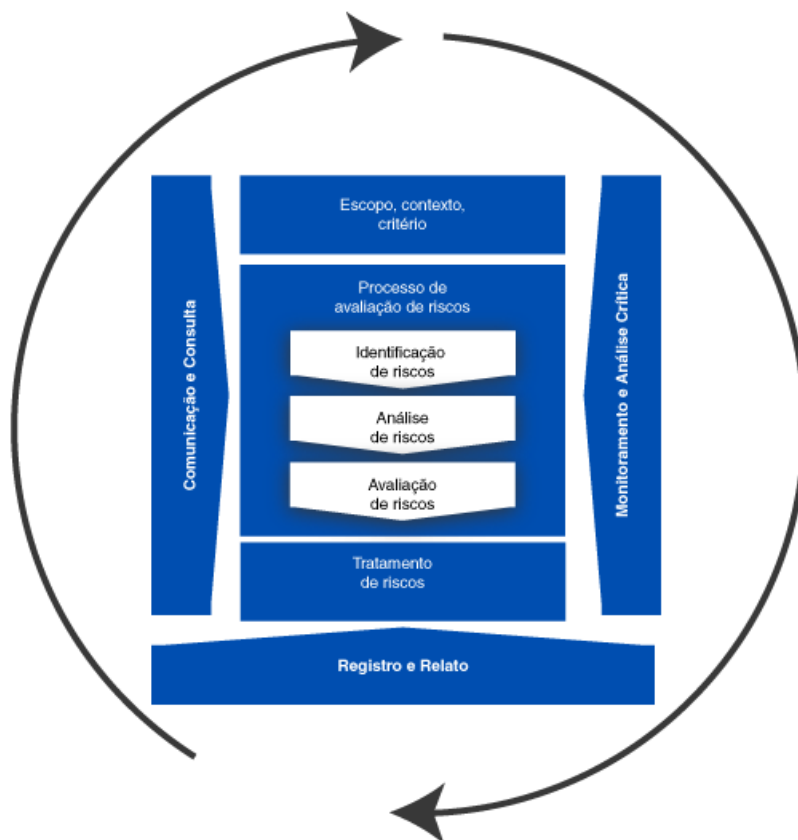 Escopo, contexto,
critério
Processo de
avaliação de riscos
Identificação
de riscos
Análise
de riscos
Avaliação
de riscos
Tratamento
de riscos
Comunicação e Consulta
Monitoramento e Análise Crítica
Registro e Relato